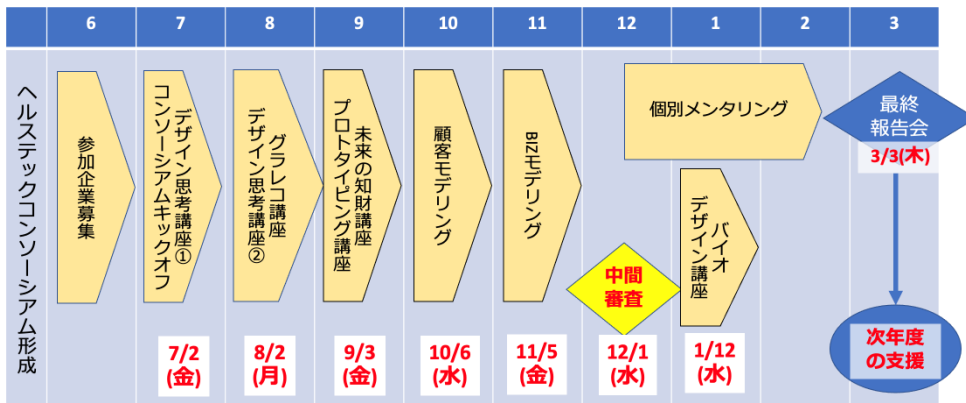 6 7 8 9 10 11 12 1 2 3
ヘルステックコンソーシアム形成
参加企業募集
デザイン思考講座①
コンソーシアムキックオフ
グラレコ講座
デザイン思考講座②
未来の知財講座
プロトタイピング講座
顧客モデリング
BIZモデリング
中間
審査
個別メンタリング
バイオ
デザイン講座
最終
報告会
3/3(木)
次年度
の支援
7/2
(金)
8/2
(月)
9/3
(金)
10/6
(水)
11/5
(金)
12/1
(水)
1/12
(水)